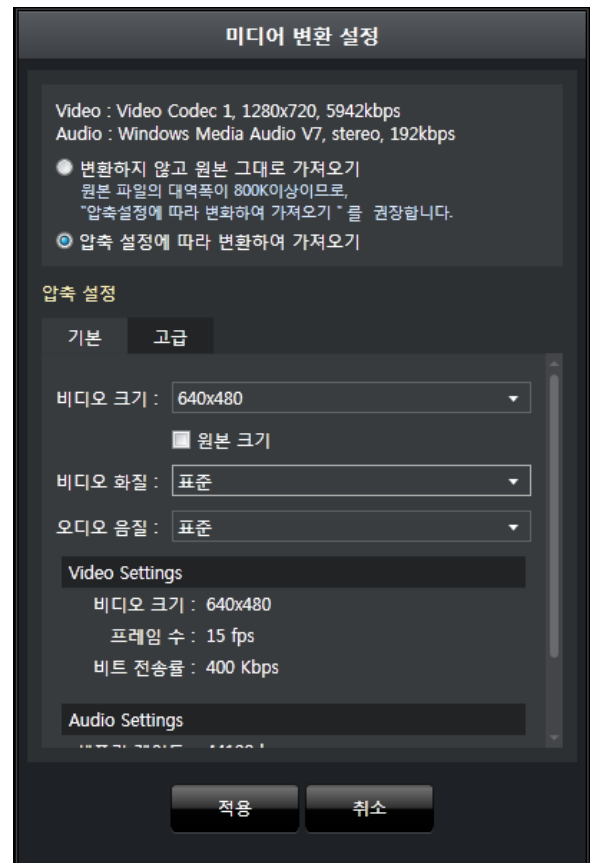 미디어 변환 설정
Video : Video Codec 1, 1280x720, 5942kbps
Audio : Windows Media Audio V7, stereo, 192kbps
변환하지 않고 원본 그대로 가져오기
원본 파일의 대역폭이 800K이상이므로,
"압축설정에 따라 변화하여 가져오기 " 를 권장합니다.
압축 설정에 따라 변환하여 가져오기
압축 설정
기본 고급
비디오 크기 : 640x480
원본 크기
비디오 화질 : 표준
오디오 음질 : 표준
Video Settings
비디오 크기 : 640x480
프레임 수 : 15 fps
비트 전송률 : 400 Kbps
Audio Settings
적용 취소